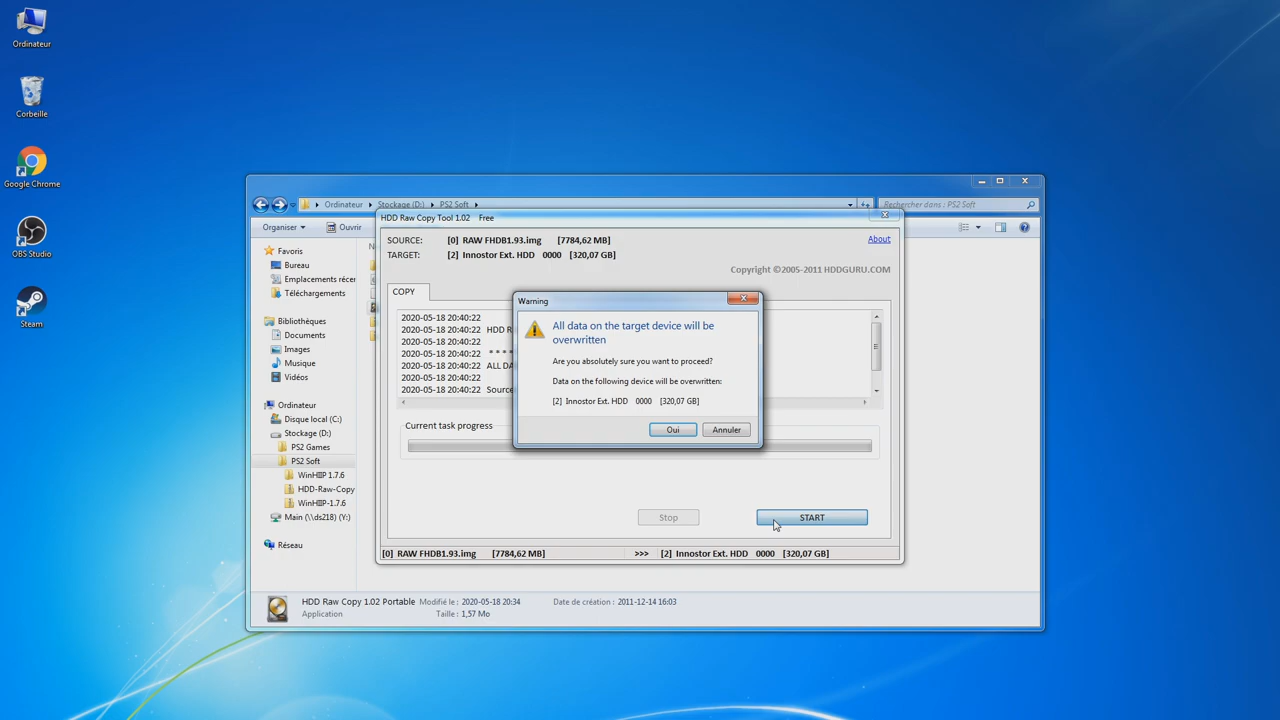 Ordinateur
Corbeille
Google Chrome
OBS Studio
Steam
Ordinateur
Stockage (D:)
PS2 Soft
Rechercher dans : PS2 Soft
Organiser
Ouvrir
HDD Raw Copy Tool 1.02 Free
SOURCE: [0] RAW FHDB1.93.img [7784,62 MB]
TARGET: [2] Innostor Ext. HDD 0000 [320,07 GB]
About
Copyright ©2005-2011 HDDGURU.COM
COPY
2020-05-18 20:40:22
2020-05-18 20:40:22 HDD R
2020-05-18 20:40:22
2020-05-18 20:40:22 * * * *
2020-05-18 20:40:22 ALL DA
2020-05-18 20:40:22
2020-05-18 20:40:22 Source
Current task progress
Stop
START
[0] RAW FHDB1.93.img [7784,62 MB] >>> [2] Innostor Ext. HDD 0000 [320,07 GB]
Warning
All data on the target device will be
overwritten
Are you absolutely sure you want to proceed?
Data on the following device will be overwritten:
[2] Innostor Ext. HDD 0000 [320,07 GB]
Oui
Annuler
Favoris
Bureau
Emplacements récen
Téléchargements
Bibliothèques
Documents
Images
Musique
Vidéos
Ordinateur
Disque local (C:)
Stockage (D:)
PS2 Games
PS2 Soft
WinHIIP 1.7.6
HDD-Raw-Copy
WinHIIP-1.7.6
Main (\\ds218) (Y:)
Réseau
HDD Raw Copy 1.02 Portable Modifié le : 2020-05-18 20:34 Date de création : 2011-12-14 16:03
Application Taille : 1,57 Mo